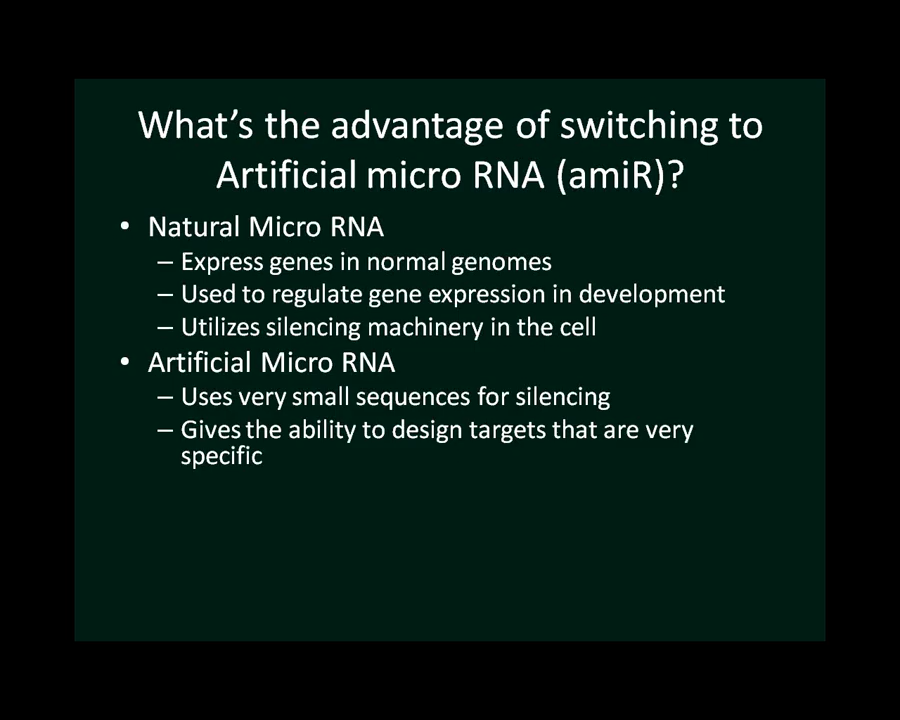 What's the advantage of switching to
Artificial micro RNA (amiR)?
• Natural Micro RNA
– Express genes in normal genomes
– Used to regulate gene expression in development
– Utilizes silencing machinery in the cell
• Artificial Micro RNA
– Uses very small sequences for silencing
– Gives the ability to design targets that are very
specific